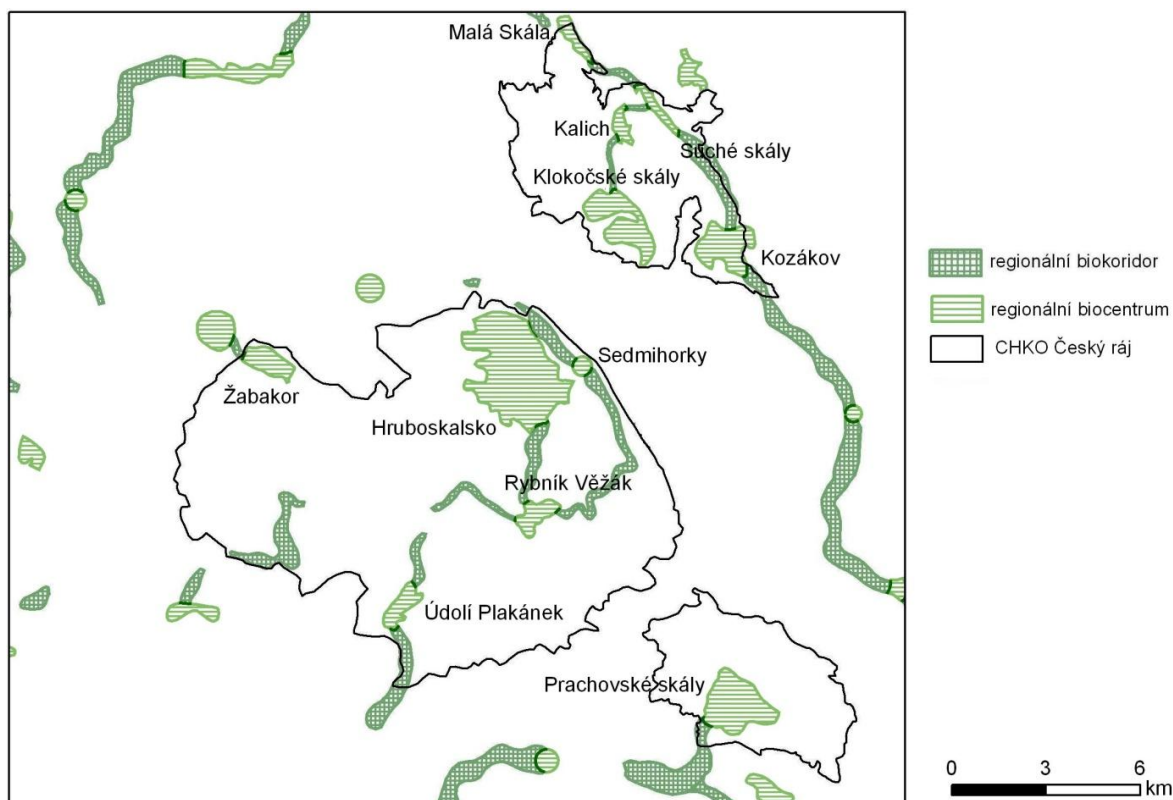 Malá Skála
Kalich
Suché skály
Klokočské skály
Kozákov
Sedmihorky
Žabakor
Hruboskalsko
Rybník Věžák
Údolí Plakánek
Prachovské skály
regionální biokoridor
regionální biocentrum
CHKO Český ráj
0 3 6
km